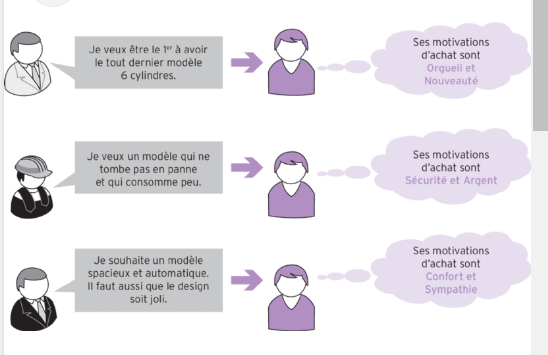 Je veux être le 1er à avoir
le tout dernier modèle
6 cylindres.
Ses motivations
d'achat sont
Orgueil et
Nouveauté
Je veux un modèle qui ne
tombe pas en panne
et qui consomme peu.
Ses motivations
d'achat sont
Sécurité et Argent
Je souhaite un modèle
spacieux et automatique.
Il faut aussi que le design
soit joli.
Ses motivations
d'achat sont
Confort et
Sympathie